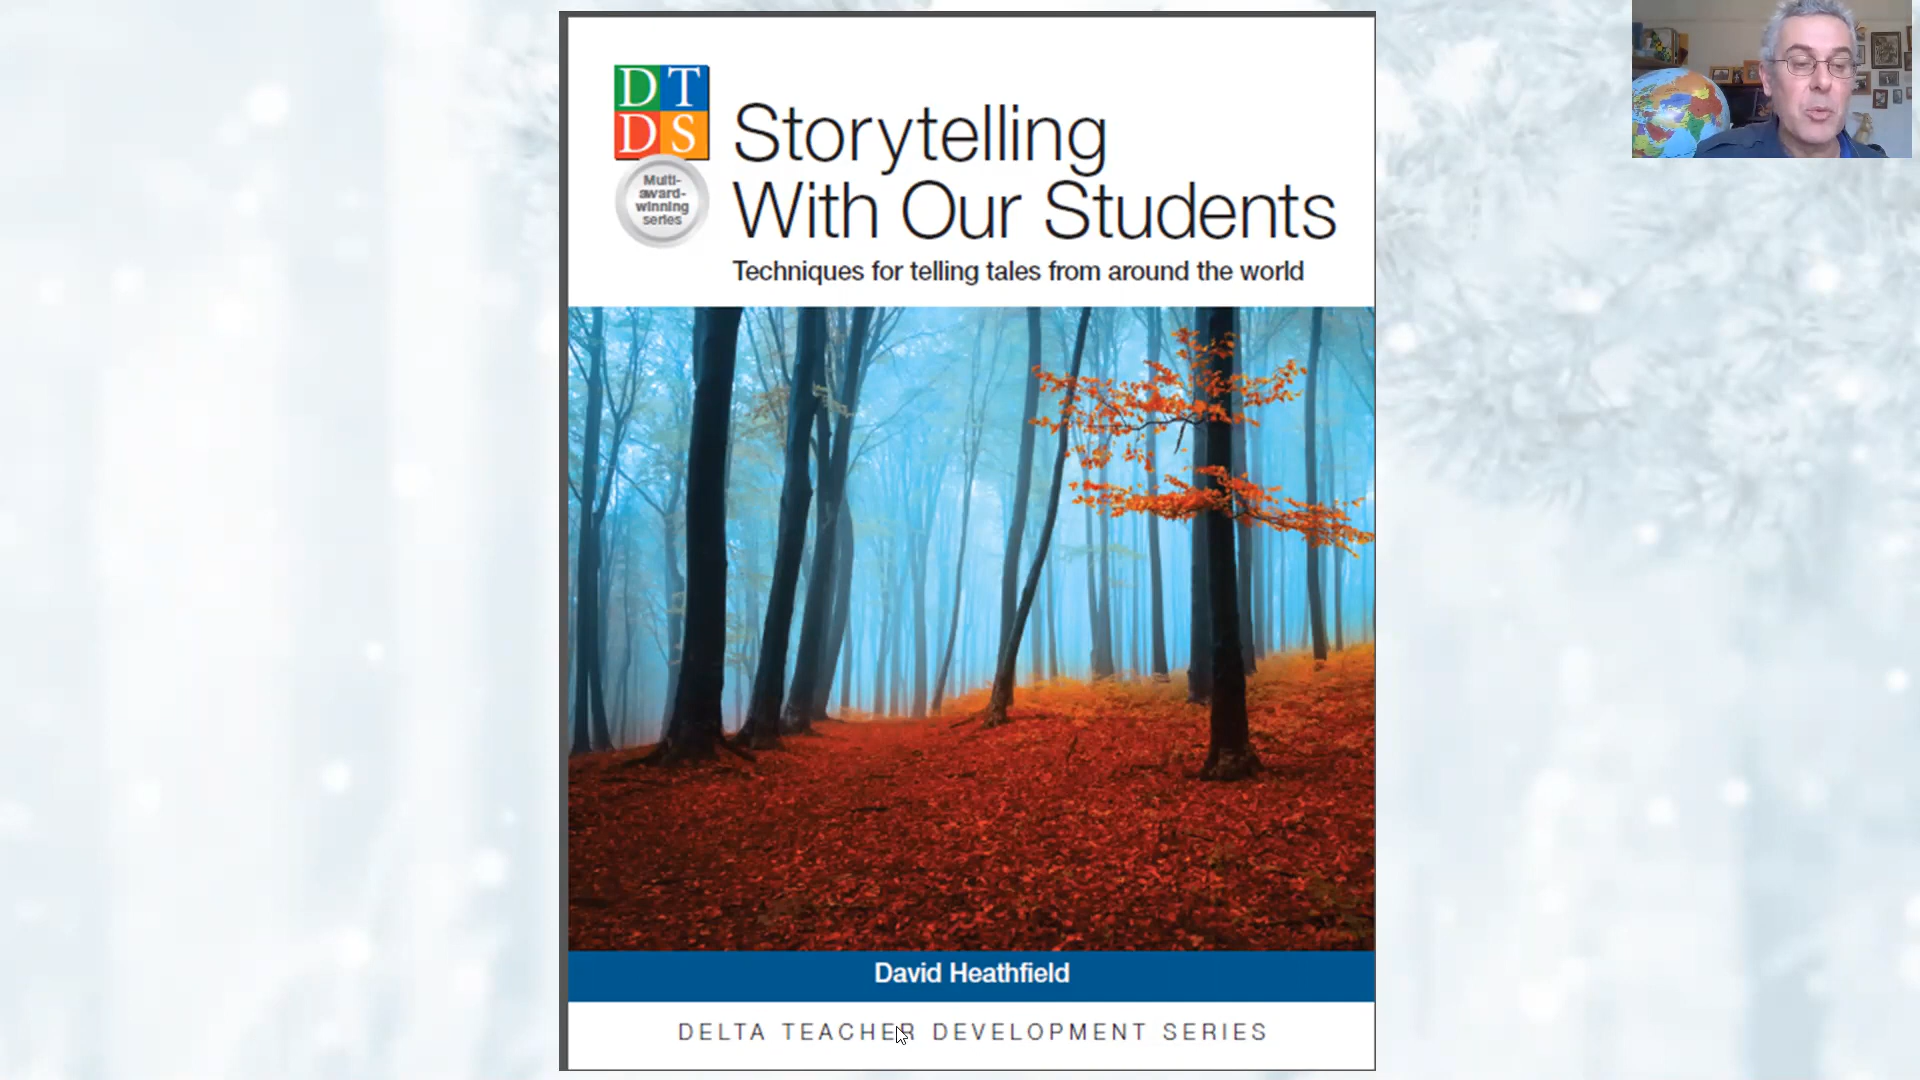 DT
DS
Multi-
award-
winning
series
Storytelling
With Our Students
Techniques for telling tales from around the world
David Heathfield
DELTA TEACHER DEVELOPMENT SERIES